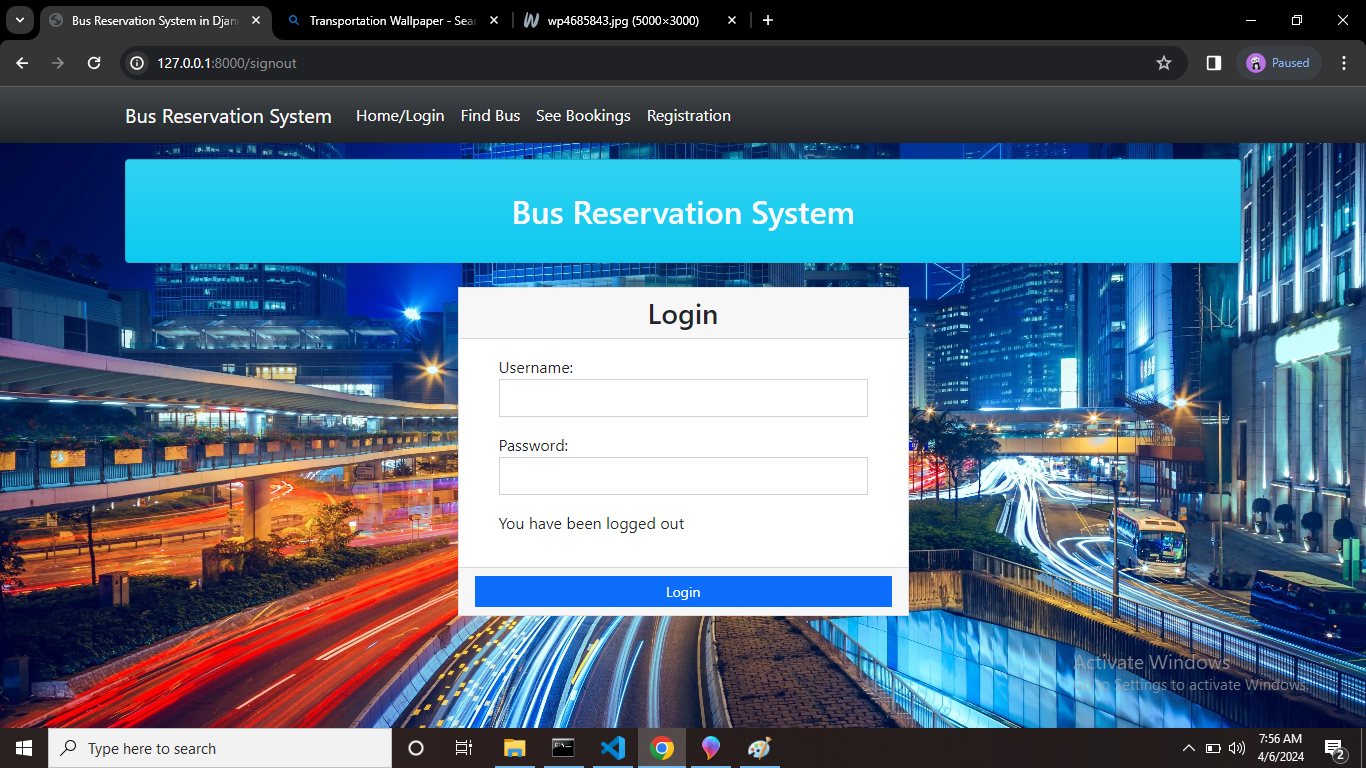 Bus Reservation System in Djan
Transportation Wallpaper - Sear
wp4685843.jpg (5000×3000)
127.0.0.1:8000/signout
Paused
Bus Reservation System
Home/Login
Find Bus
See Bookings
Registration
Bus Reservation System
Login
Username:
Password:
You have been logged out
Login
Activate Windows
Go to Settings to activate Windows.
Type here to search
7:56 AM
4/6/2024
2